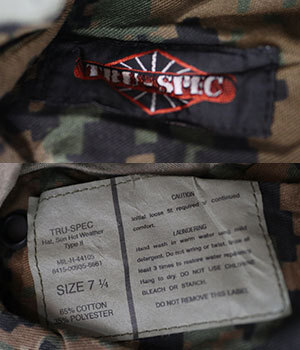 TRU-SPEC
TRU-SPEC
Hat, Sun Hot Weather
Type II
MIL-H-44105
8415-00935-5661
SIZE 7 ¼
65% COTTON
35% POLYESTER
CAUTION
Initial loose fit required for continued
comfort.
LAUNDERING
Hand wash in warm water using mild
detergent. Do not wring or twist. Rinse at
least 3 times to restore water repellency.
Hang to dry. DO NOT USE CHLORINE
BLEACH OR STARCH.
DO NOT REMOVE THIS LABEL